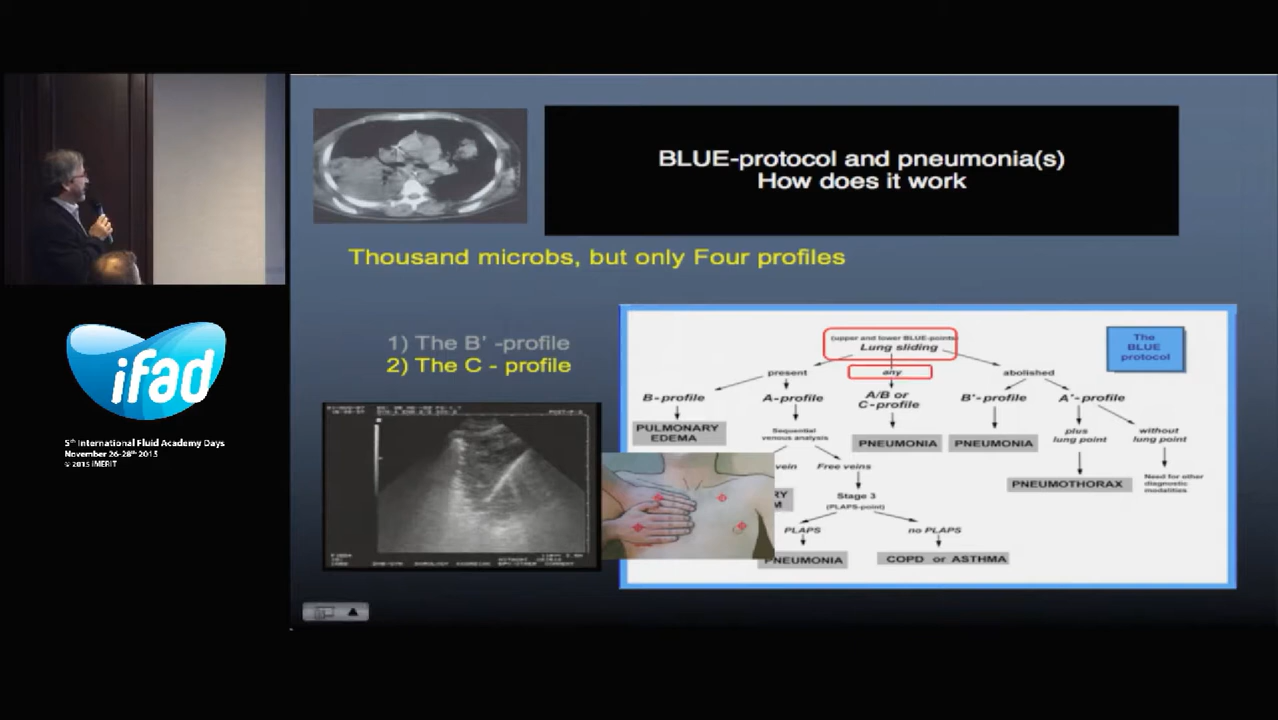 BLUE-protocol and pneumonia(s)
How does it work
Thousand microbs, but only Four profiles
1) The B' -profile
2) The C - profile
ifad
5th International Fluid Academy Days
November 26-28th 2015
© 2015 iMERIT
The
BLUE
protocol
(upper and lower BLUE-points)
Lung sliding
present
any
abolished
B-profile
A-profile
A/B or
C-profile
B'-profile
A'-profile
PULMONARY
EDEMA
Sequential
venous analysis
PNEUMONIA
PNEUMONIA
plus
lung point
without
lung point
vein
Free veins
PNEUMOTHORAX
Need for other
diagnostic
modalities
Stage 3
(PLAPS-point)
PLAPS
no PLAPS
PNEUMONIA
COPD or ASTHMA